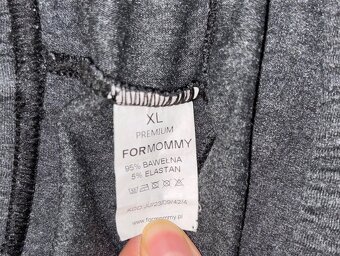 XL
PREMIUM
FORMOMMY
95% BAWEŁNA
5% ELASTAN
www.formommy.pl